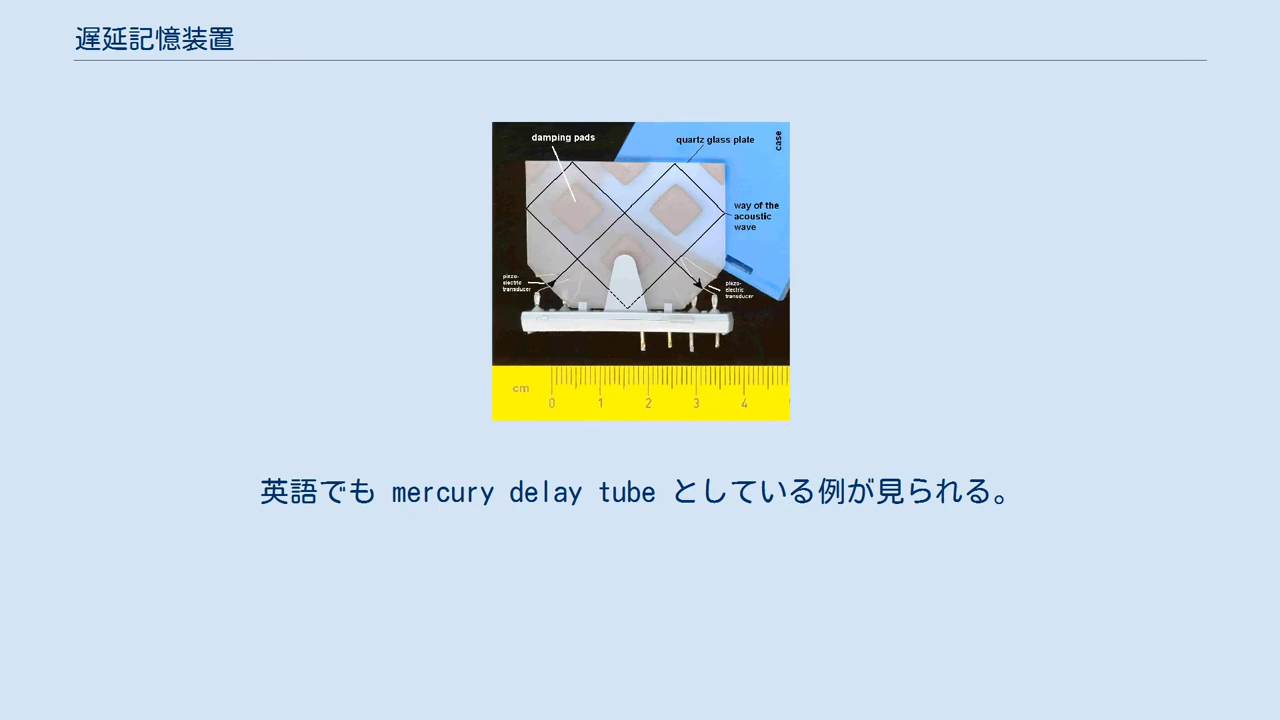 遅延記憶装置
damping pads
quartz glass plate
case
way of the
acoustic
wave
piezo-
electric
transducer
piezo-
electric
transducer
cm
0 1 2 3 4
英語でも mercury delay tube としている例が見られる。